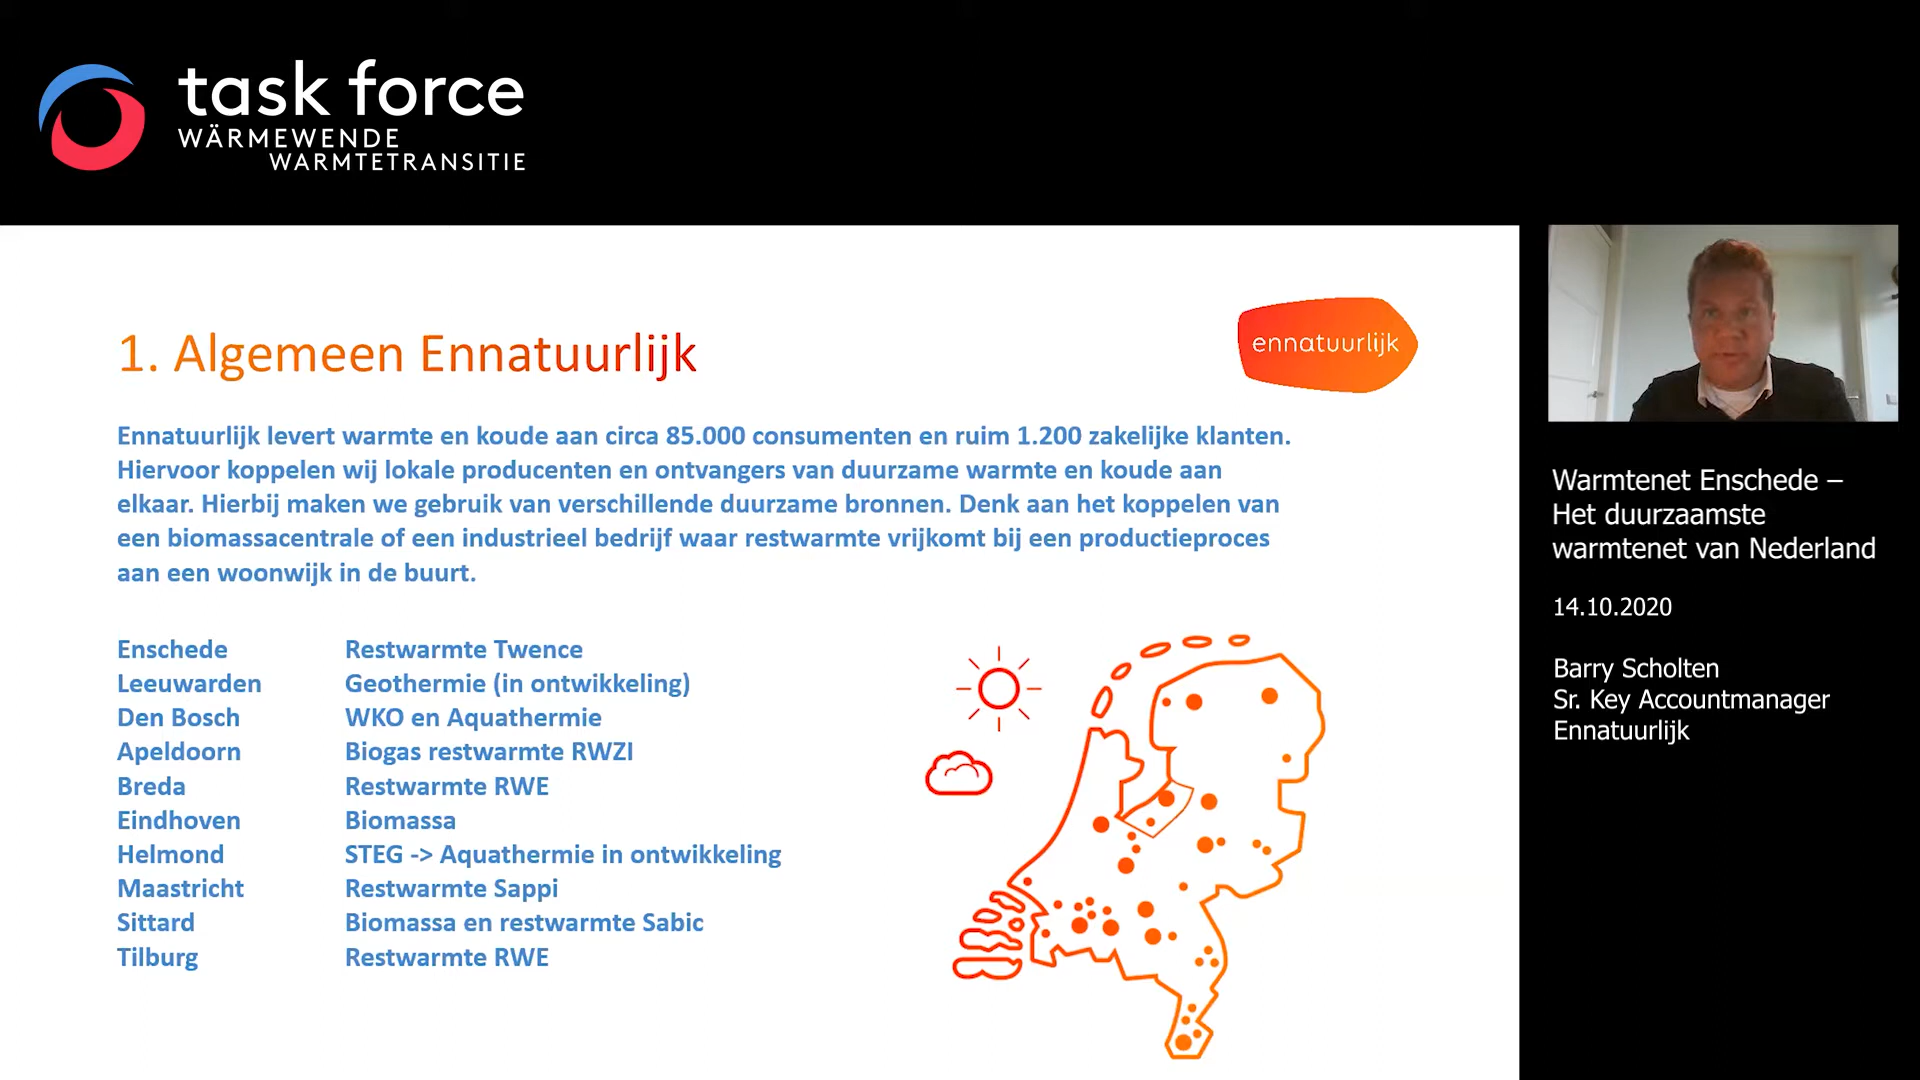 task force
WÄRMEWENDE
WARMTETRANSITIE
1. Algemeen Ennatuurlijk
ennatuurlijk
Ennatuurlijk levert warmte en koude aan circa 85.000 consumenten en ruim 1.200 zakelijke klanten.
Hiervoor koppelen wij lokale producenten en ontvangers van duurzame warmte en koude aan
elkaar. Hierbij maken we gebruik van verschillende duurzame bronnen. Denk aan het koppelen van
een biomassacentrale of een industrieel bedrijf waar restwarmte vrijkomt bij een productieproces
aan een woonwijk in de buurt.
Enschede Restwarmte Twence
Leeuwarden Geothermie (in ontwikkeling)
Den Bosch WKO en Aquathermie
Apeldoorn Biogas restwarmte RWZI
Breda Restwarmte RWE
Eindhoven Biomassa
Helmond STEG -> Aquathermie in ontwikkeling
Maastricht Restwarmte Sappi
Sittard Biomassa en restwarmte Sabic
Tilburg Restwarmte RWE
Warmtenet Enschede –
Het duurzaamste
warmtenet van Nederland
14.10.2020
Barry Scholten
Sr. Key Accountmanager
Ennatuurlijk